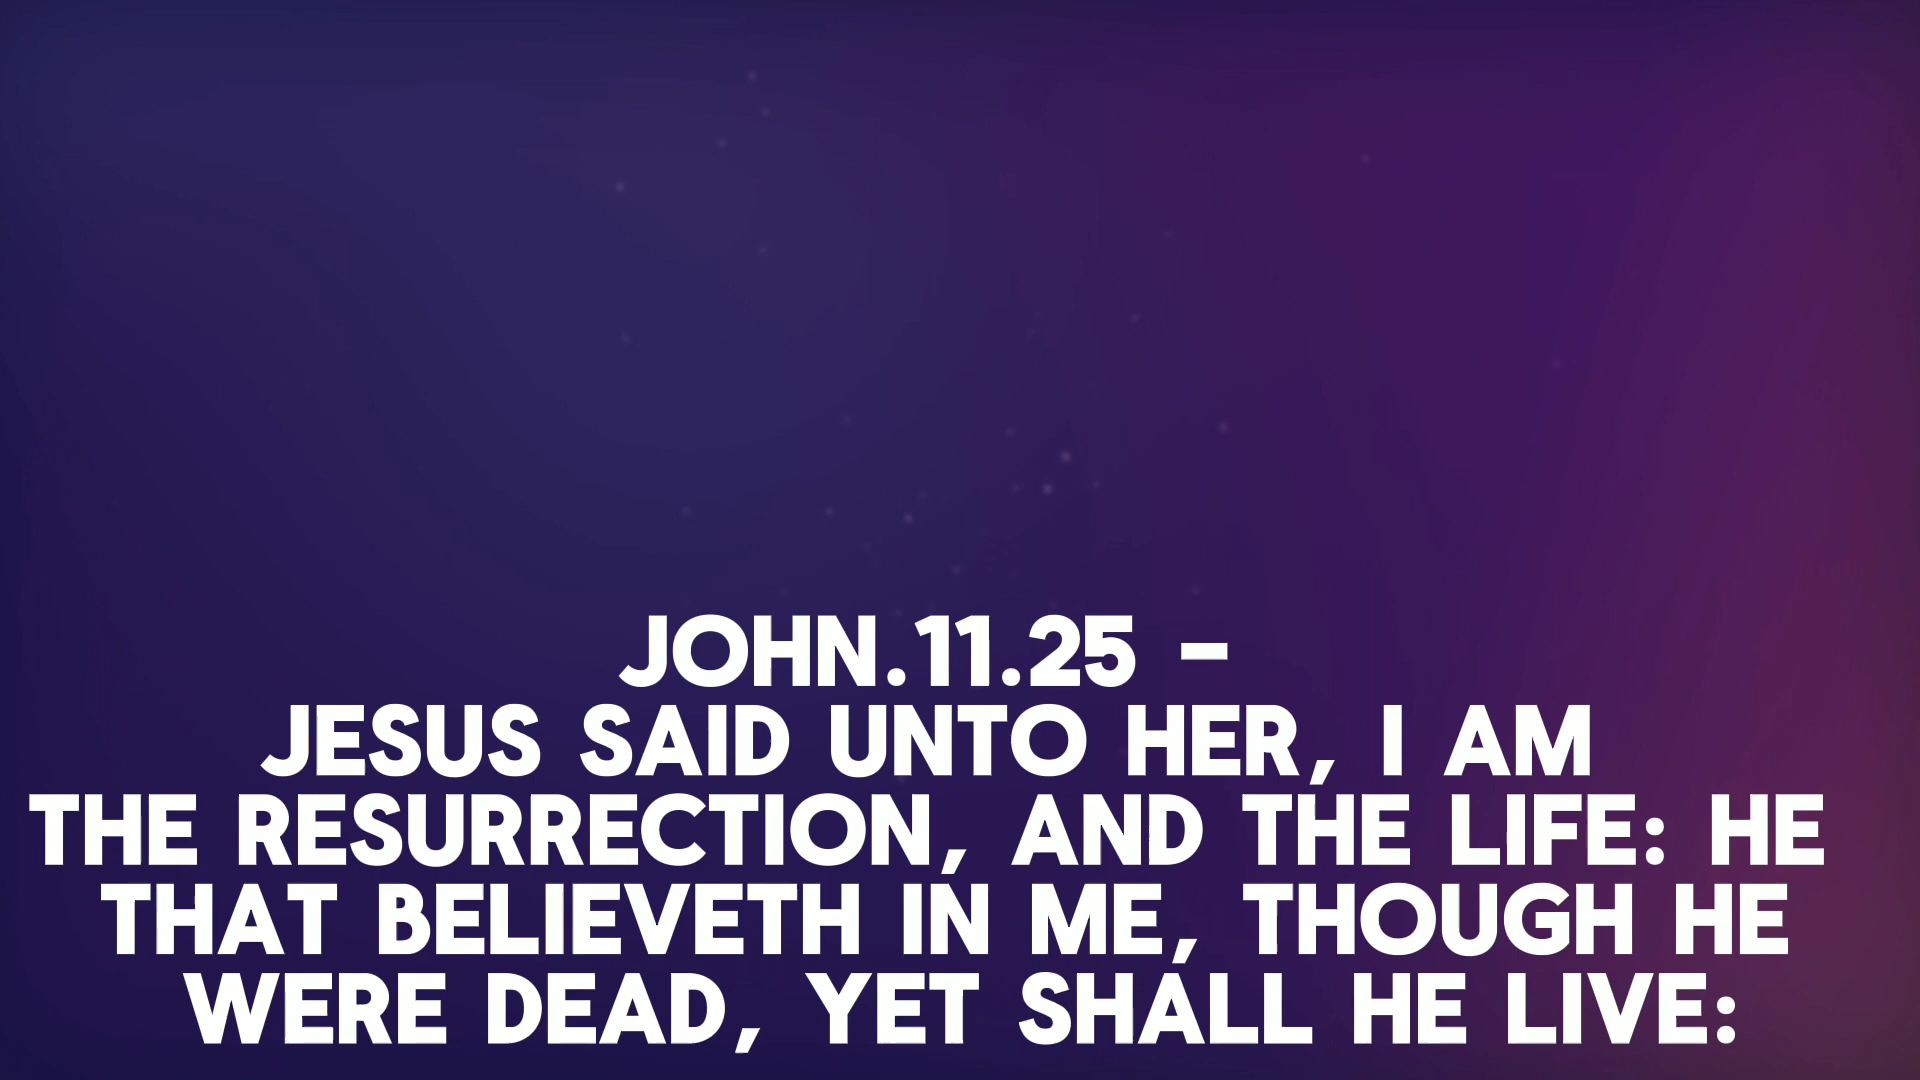 JOHN.11.25 -
JESUS SAID UNTO HER, I AM
THE RESURRECTION, AND THE LIFE: HE
THAT BELIEVETH IN ME, THOUGH HE
WERE DEAD, YET SHALL HE LIVE: